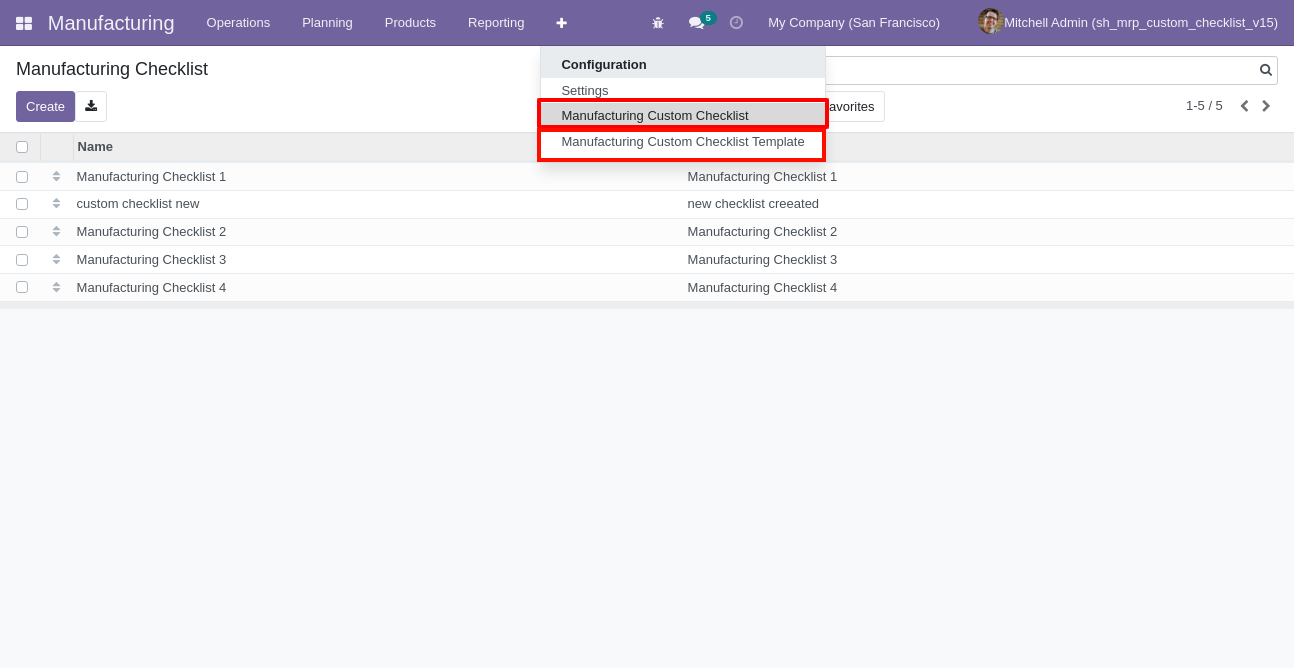 Manufacturing Operations Planning Products Reporting 5 My Company (San Francisco) Mitchell Admin (sh_mrp_custom_checklist_v15)
Manufacturing Checklist
Configuration
Settings
Manufacturing Custom Checklist
Manufacturing Custom Checklist Template
Create
avorites
1-5 / 5
Name
Manufacturing Checklist 1 Manufacturing Checklist 1
custom checklist new new checklist creeated
Manufacturing Checklist 2 Manufacturing Checklist 2
Manufacturing Checklist 3 Manufacturing Checklist 3
Manufacturing Checklist 4 Manufacturing Checklist 4